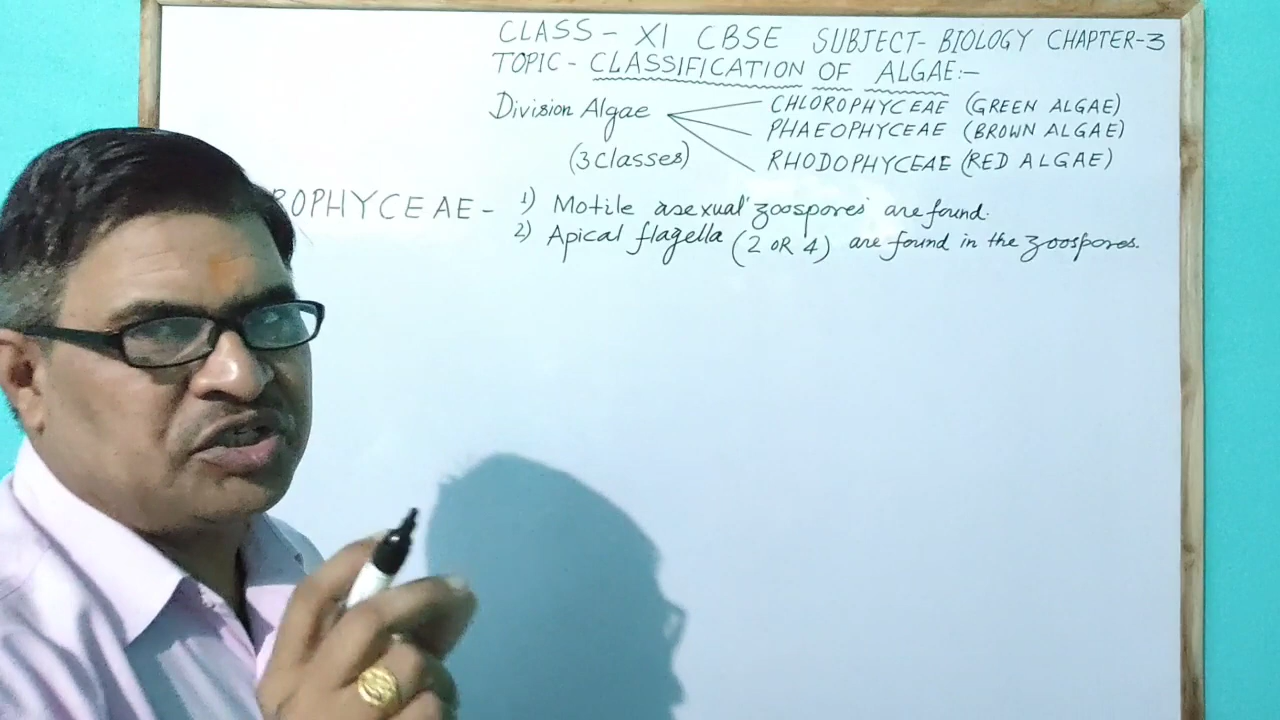 CLASS - XI CBSE SUBJECT- BIOLOGY CHAPTER-3
TOPIC - CLASSIFICATION OF ALGAE:-
Division Algae
(3 classes)
CHLOROPHYCEAE (GREEN ALGAE)
PHAEOPHYCEAE (BROWN ALGAE)
RHODOPHYCEAE (RED ALGAE)
ROPHYCEAE - 1) Motile asexual 'zoospores' are found.
2) Apical flagella (2 OR 4) are found in the zoospores.